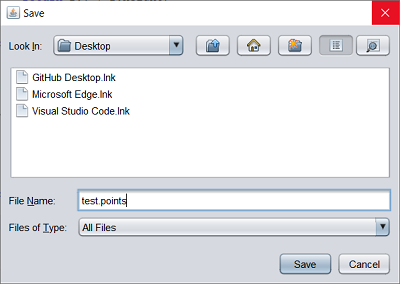 Save
Look In: Desktop
GitHub Desktop.lnk
Microsoft Edge.lnk
Visual Studio Code.lnk
File Name: test.points
Files of Type: All Files
Save Cancel